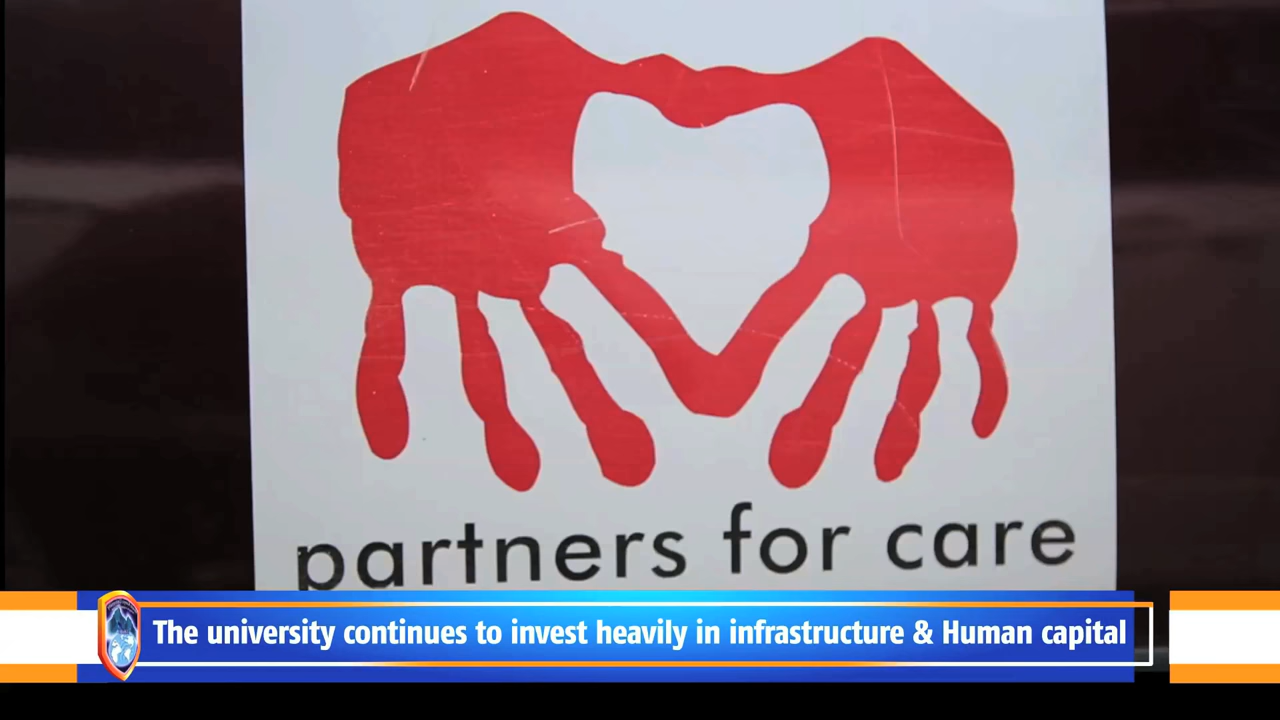 partners for care
The university continues to invest heavily in infrastructure & Human capital